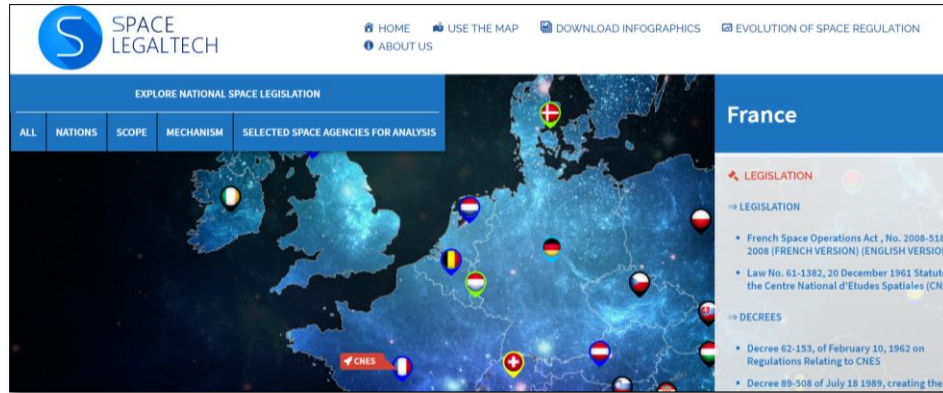 SPACE
LEGALTECH
HOME
USE THE MAP
DOWNLOAD INFOGRAPHICS
EVOLUTION OF SPACE REGULATION
ABOUT US
EXPLORE NATIONAL SPACE LEGISLATION
ALL
NATIONS
SCOPE
MECHANISM
SELECTED SPACE AGENCIES FOR ANALYSIS
CNES
France
LEGISLATION
⇒ LEGISLATION
• French Space Operations Act , No. 2008-518
2008 (FRENCH VERSION) (ENGLISH VERSION
• Law No. 61-1382, 20 December 1961 Statut
the Centre National d'Etudes Spatiales (CN
⇒ DECREES
• Decree 62-153, of February 10, 1962 on
Regulations Relating to CNES
• Decree 89-508 of July 18 1989, creating the